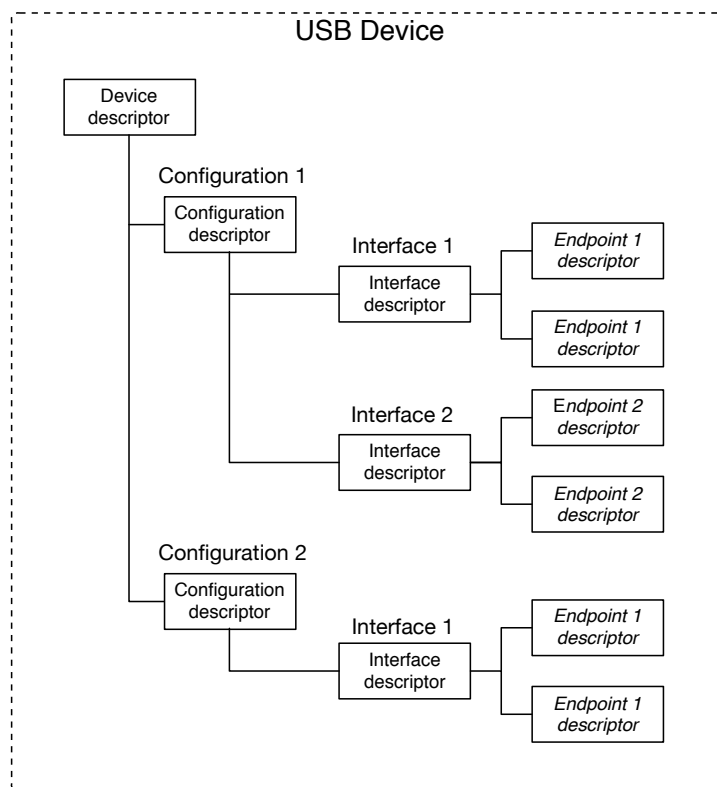 USB Device
Device
descriptor
Configuration 1
Configuration
descriptor
Interface 1
Interface
descriptor
Endpoint 1
descriptor
Endpoint 1
descriptor
Interface 2
Interface
descriptor
Endpoint 2
descriptor
Endpoint 2
descriptor
Configuration 2
Configuration
descriptor
Interface 1
Interface
descriptor
Endpoint 1
descriptor
Endpoint 1
descriptor